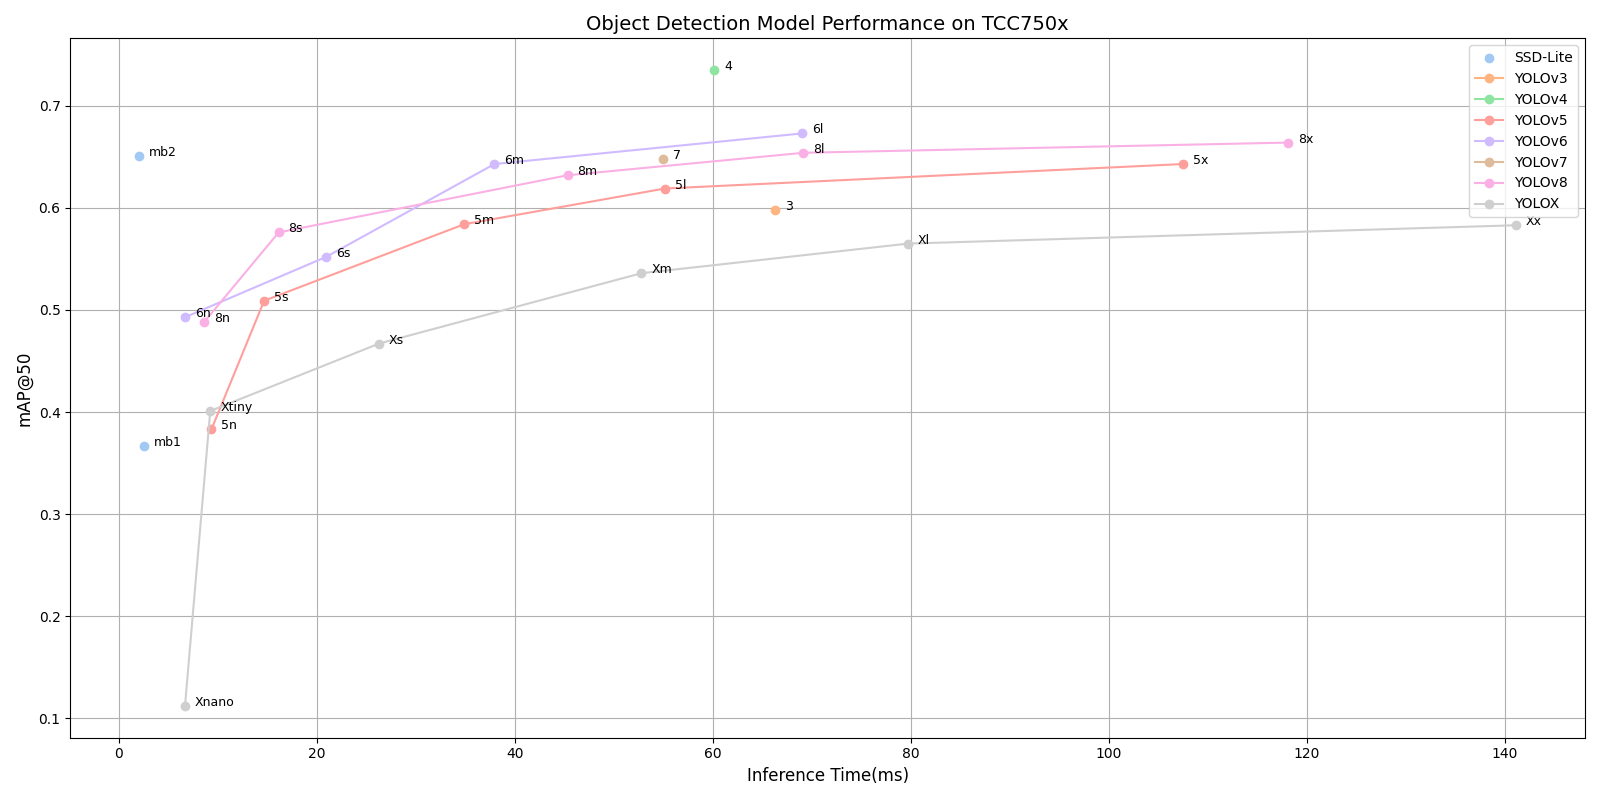 Object Detection Model Performance on TCC750x
SSD-Lite
YOLOv3
YOLOv4
YOLOv5
YOLOv6
YOLOv7
YOLOv8
YOLOX
4
0.7
6l
8x
mb2
8l
7
6m
5x
8m
5l
0.6
3
Xx
8s
5m
Xl
6s
Xm
5s
0.5
6n
8n
Xs
mAP@50
0.4
Xtiny
5n
mb1
0.3
0.2
Xnano
0.1
0 20 40 60 80 100 120 140
Inference Time(ms)